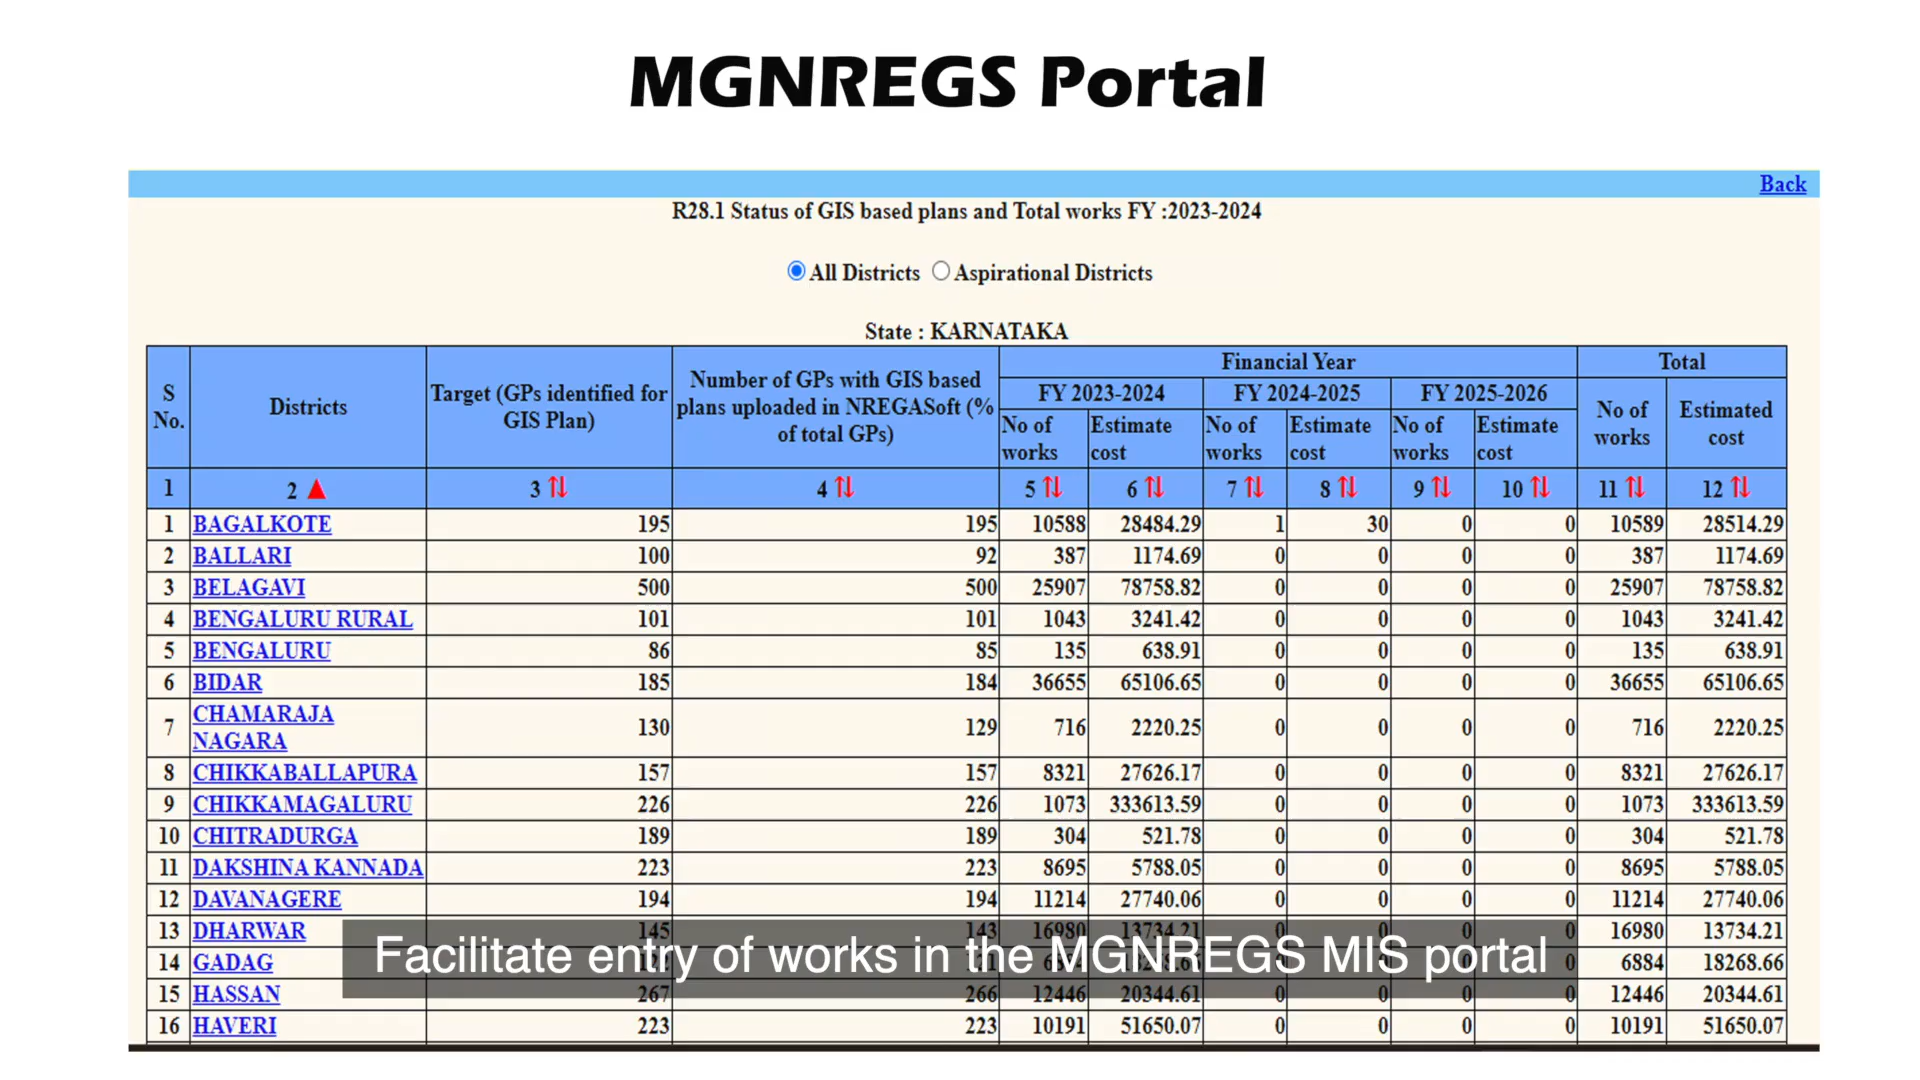 MGNREGS Portal
Back
R28.1 Status of GIS based plans and Total works FY :2023-2024
All Districts Aspirational Districts
State : KARNATAKA
S No. Districts Target (GPs identified for GIS Plan) Number of GPs with GIS based plans uploaded in NREGASoft (% of total GPs) Financial Year Total
FY 2023-2024 FY 2024-2025 FY 2025-2026 No of works Estimated cost
No of works Estimate cost No of works Estimate cost No of works Estimate cost
1 2 3 4 5 6 7 8 9 10 11 12
1 BAGALKOTE 195 195 10588 28484.29 1 30 0 0 10589 28514.29
2 BALLARI 100 92 387 1174.69 0 0 0 0 387 1174.69
3 BELAGAVI 500 500 25907 78758.82 0 0 0 0 25907 78758.82
4 BENGALURU RURAL 101 101 1043 3241.42 0 0 0 0 1043 3241.42
5 BENGALURU 86 85 135 638.91 0 0 0 0 135 638.91
6 BIDAR 185 184 36655 65106.65 0 0 0 0 36655 65106.65
7 CHAMARAJA NAGARA 130 129 716 2220.25 0 0 0 0 716 2220.25
8 CHIKKABALLAPURA 157 157 8321 27626.17 0 0 0 0 8321 27626.17
9 CHIKKAMAGALURU 226 226 1073 333613.59 0 0 0 0 1073 333613.59
10 CHITRADURGA 189 189 304 521.78 0 0 0 0 304 521.78
11 DAKSHINA KANNADA 223 223 8695 5788.05 0 0 0 0 8695 5788.05
12 DAVANAGERE 194 194 11214 27740.06 0 0 0 0 11214 27740.06
13 DHARWAR 145 143 16980 13734.21 0 0 0 0 16980 13734.21
14 GADAG 0 6884 18268.66
15 HASSAN 267 266 12446 20344.61 0 0 0 0 12446 20344.61
16 HAVERI 223 223 10191 51650.07 0 0 0 0 10191 51650.07
Facilitate entry of works in the MGNREGS MIS portal